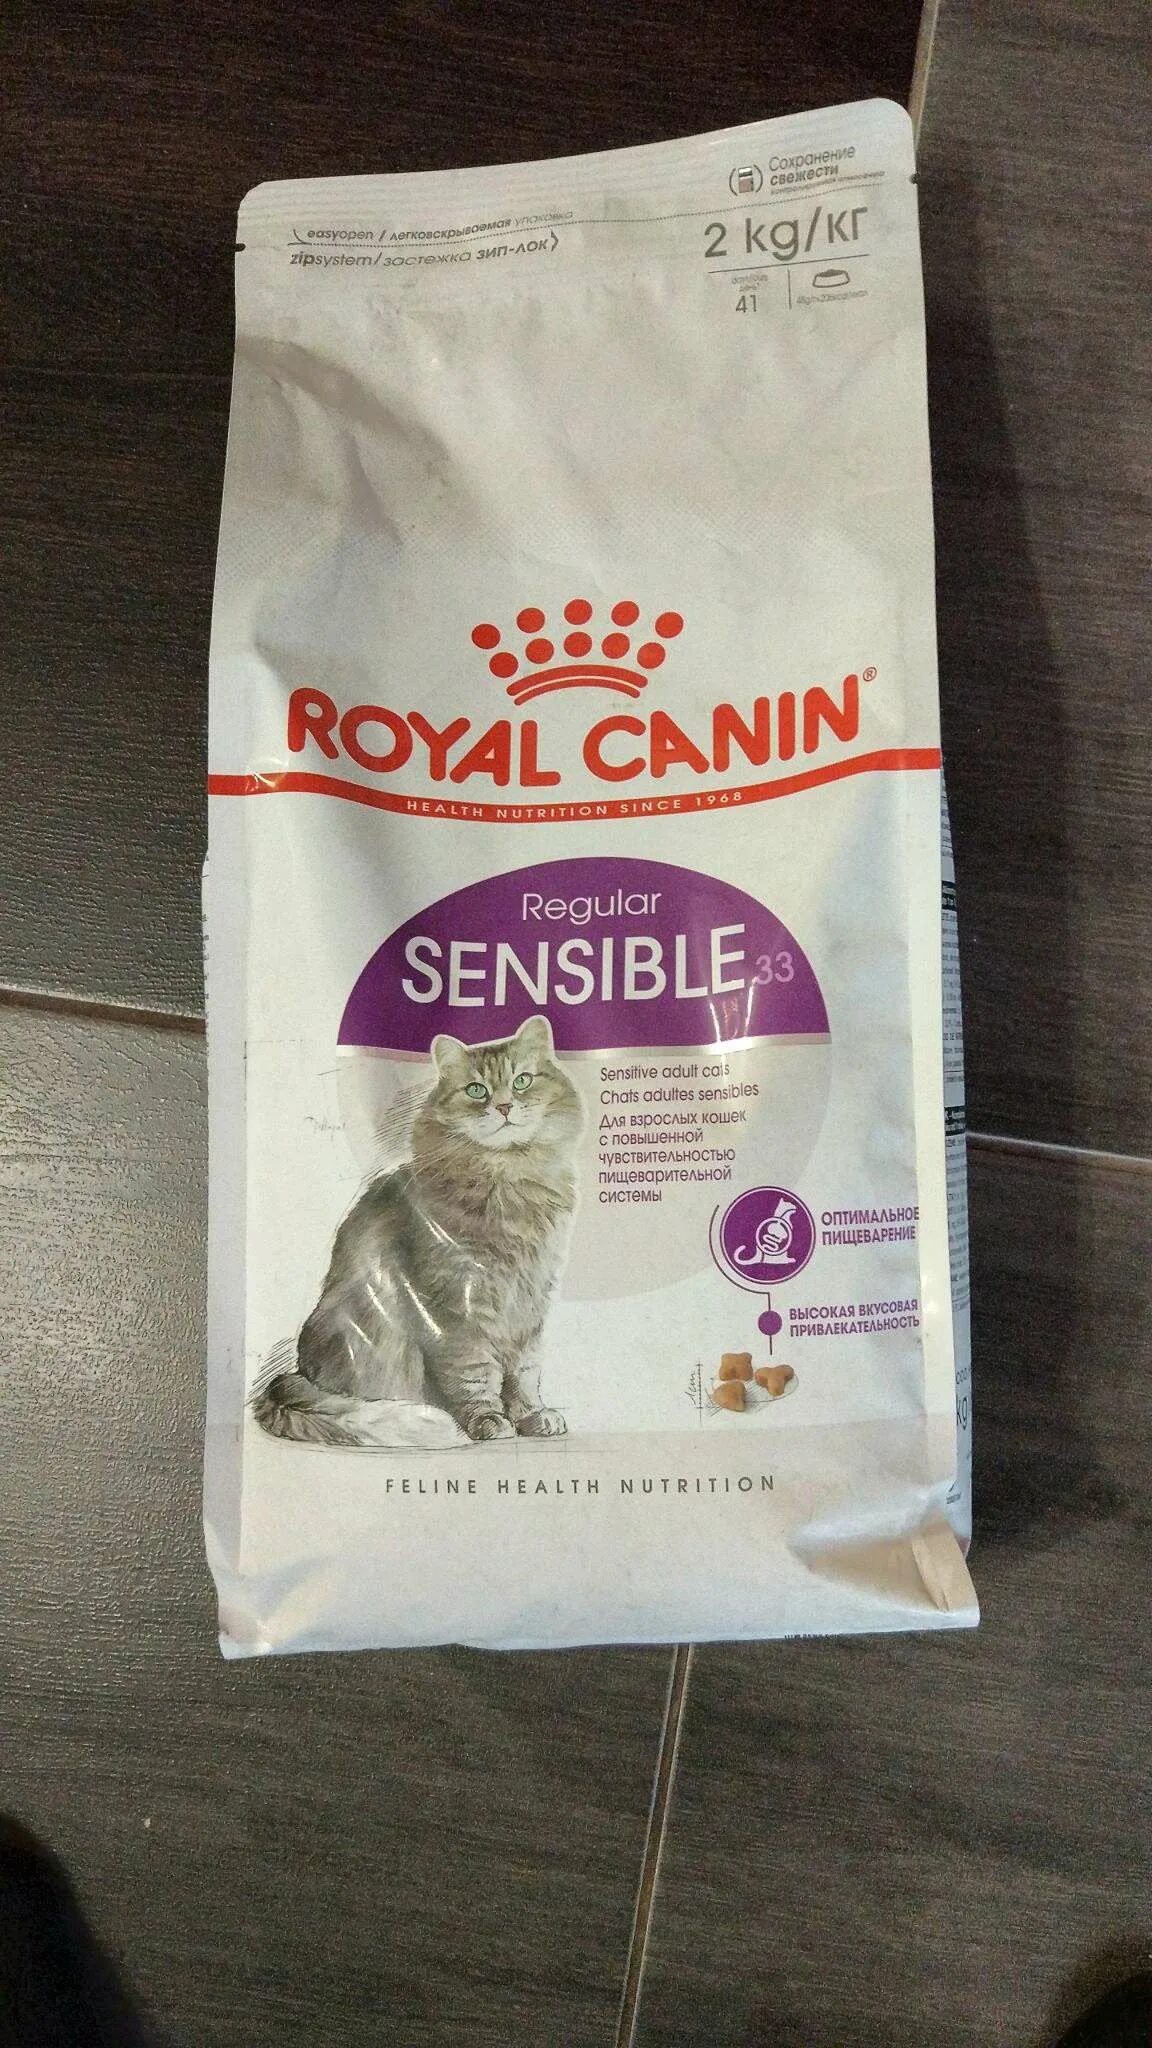 Сохранение
свежести
easyopen / легковскрываемая упаковка
zipsystem/застежка ЗИП-ЛОК
2 kg/кг
41
ROYAL CANIN®
HEALTH NUTRITION SINCE 1968
Regular
SENSIBLE 33
Sensitive adult cats
Chats adultes sensibles
Для взрослых кошек
с повышенной
чувствительностью
пищеварительной
системы
ОПТИМАЛЬНОЕ
ПИЩЕВАРЕНИЕ
ВЫСОКАЯ ВКУСОВАЯ
ПРИВЛЕКАТЕЛЬНОСТЬ
FELINE HEALTH NUTRITION
kg